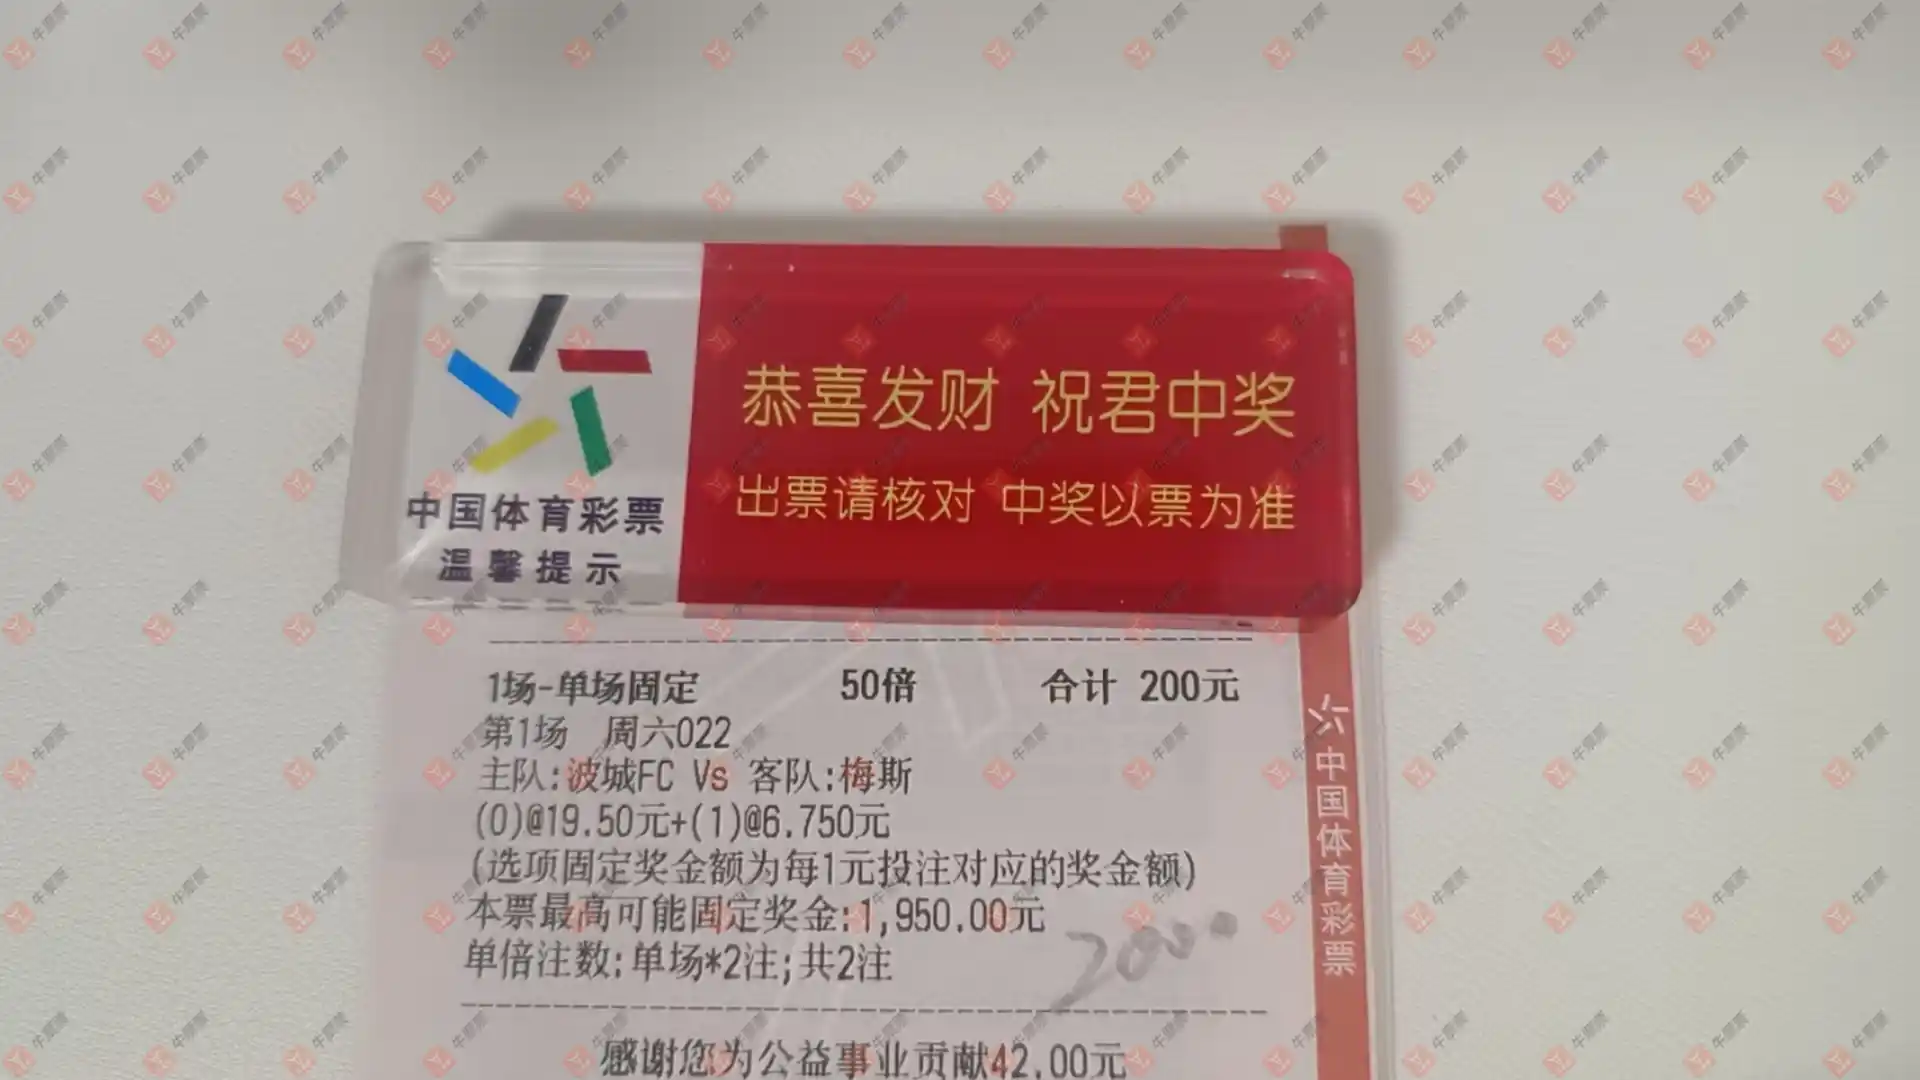 恭喜发财 祝君中奖
出票请核对 中奖以票为准
中国体育彩票
温馨提示
1场-单场固定 50倍 合计 200元
第1场 周六022
主队:波城FC Vs 客队:梅斯
(0)@19.50元+(1)@6.750元
(选项固定奖金额为每1元投注对应的奖金额)
本票最高可能固定奖金:1,950.00元
单倍注数:单场*2注;共2注
感谢您为公益事业贡献42.00元
中国体育彩票